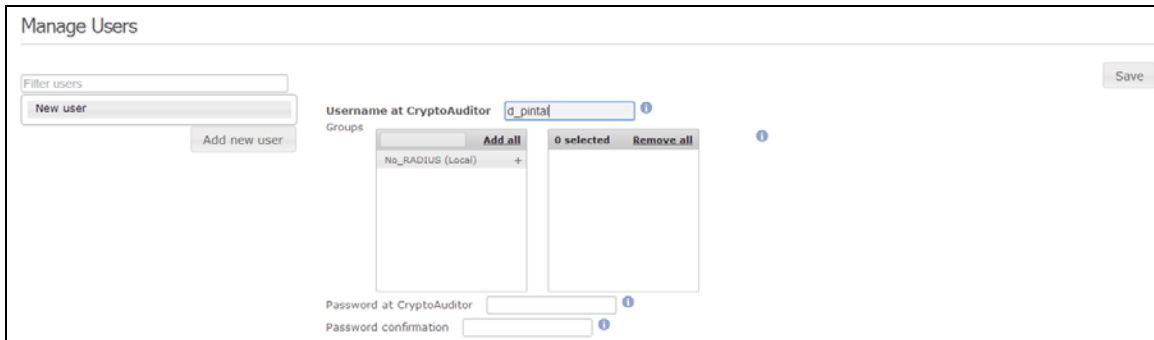 Manage Users
Save
Filter users
New user
Add new user
Username at CryptoAuditor d_pintal
Groups
Add all
0 selected Remove all
No_RADIUS (Local) +
Password at CryptoAuditor
Password confirmation